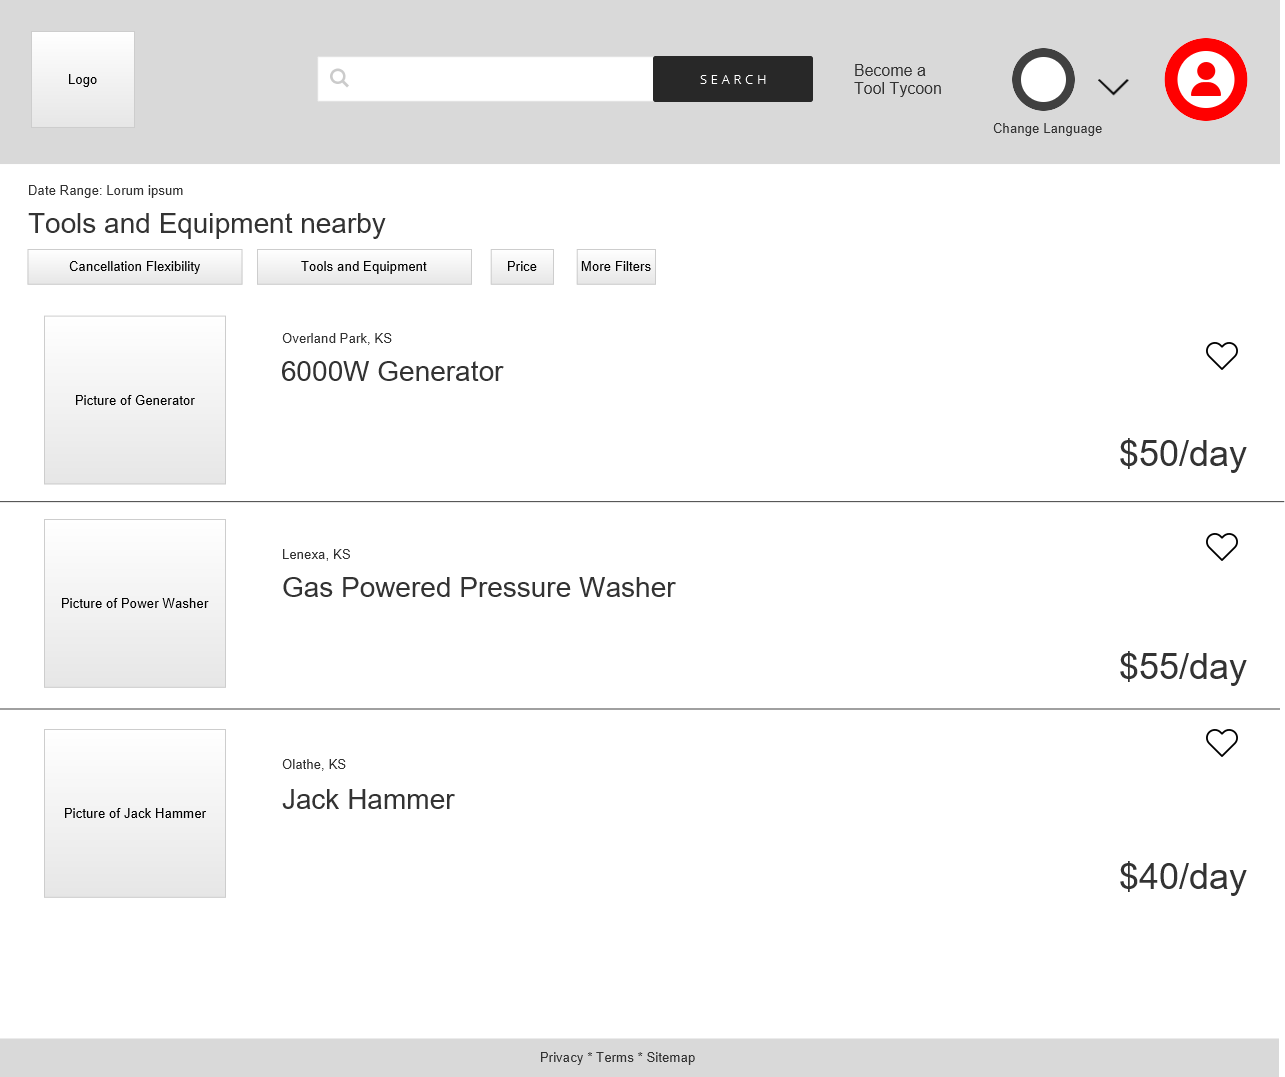 Logo
SEARCH
Become a
Tool Tycoon
Change Language
Date Range: Lorum ipsum
Tools and Equipment nearby
Cancellation Flexibility
Tools and Equipment
Price
More Filters
Picture of Generator
Overland Park, KS
6000W Generator
$50/day
Picture of Power Washer
Lenexa, KS
Gas Powered Pressure Washer
$55/day
Picture of Jack Hammer
Olathe, KS
Jack Hammer
$40/day
Privacy * Terms * Sitemap